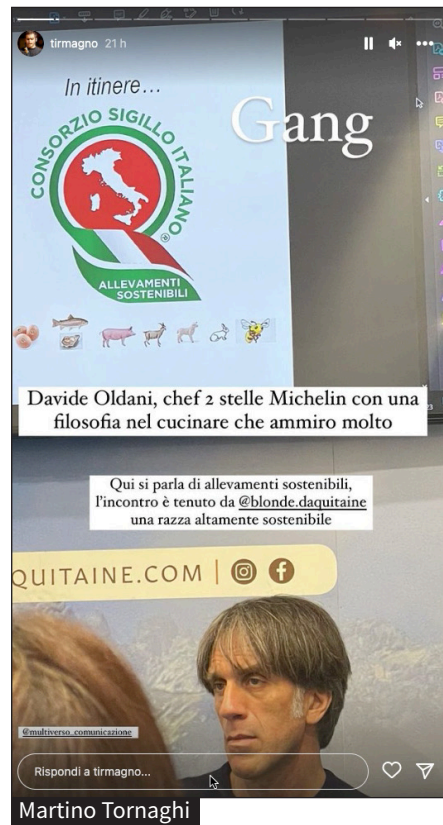 tirmagno 21 h
In itinere...
Gang
CONSORZIO SIGILLO ITALIANO
ALLEVAMENTI
SOSTENIBILI
Davide Oldani, chef 2 stelle Michelin con una
filosofia nel cucinare che ammiro molto
Qui si parla di allevamenti sostenibili,
l'incontro è tenuto da @blonde.daquitaine
una razza altamente sostenibile
QUITAINE.COM |
@multiverso_comunicazione
Rispondi a tirmagno...
Martino Tornaghi